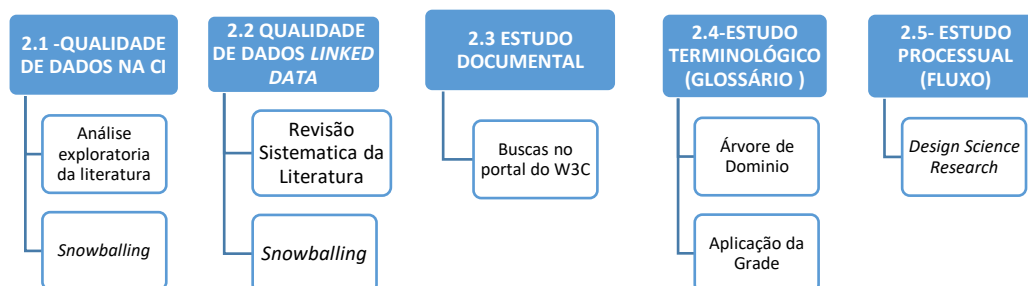 2.1 -QUALIDADE
DE DADOS NA CI
Análise
exploratoria
da literatura
Snowballing
2.2 QUALIDADE
DE DADOS LINKED
DATA
Revisão
Sistematica da
Literatura
Snowballing
2.3 ESTUDO
DOCUMENTAL
Buscas no
portal do W3C
2.4-ESTUDO
TERMINOLÓGICO
(GLOSSÁRIO )
Árvore de
Dominio
Aplicação da
Grade
2.5- ESTUDO
PROCESSUAL
(FLUXO)
Design Science
Research